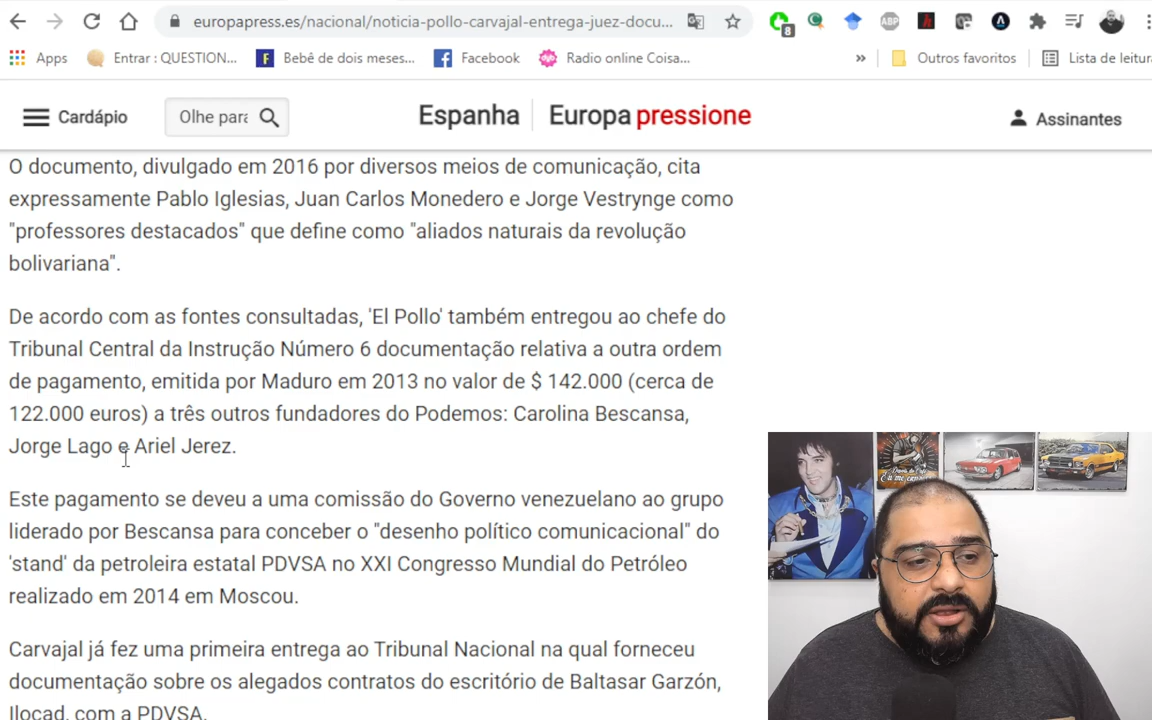 europapress.es/nacional/noticia-pollo-carvajal-entrega-juez-docu...
8
ABP
Apps
Entrar : QUESTION...
Bebê de dois meses...
Facebook
Radio online Coisa...
»
Outros favoritos
Lista de leitura
Cardápio
Olhe para
Espanha
Europa pressione
Assinantes
O documento, divulgado em 2016 por diversos meios de comunicação, cita
expressamente Pablo Iglesias, Juan Carlos Monedero e Jorge Vestrynge como
"professores destacados" que define como "aliados naturais da revolução
bolivariana".
De acordo com as fontes consultadas, 'El Pollo' também entregou ao chefe do
Tribunal Central da Instrução Número 6 documentação relativa a outra ordem
de pagamento, emitida por Maduro em 2013 no valor de $ 142.000 (cerca de
122.000 euros) a três outros fundadores do Podemos: Carolina Bescansa,
Jorge Lago e Ariel Jerez.
Este pagamento se deveu a uma comissão do Governo venezuelano ao grupo
liderado por Bescansa para conceber o "desenho político comunicacional" do
'stand' da petroleira estatal PDVSA no XXI Congresso Mundial do Petróleo
realizado em 2014 em Moscou.
Carvajal já fez uma primeira entrega ao Tribunal Nacional na qual forneceu
documentação sobre os alegados contratos do escritório de Baltasar Garzón,
Ilocad, com a PDVSA.